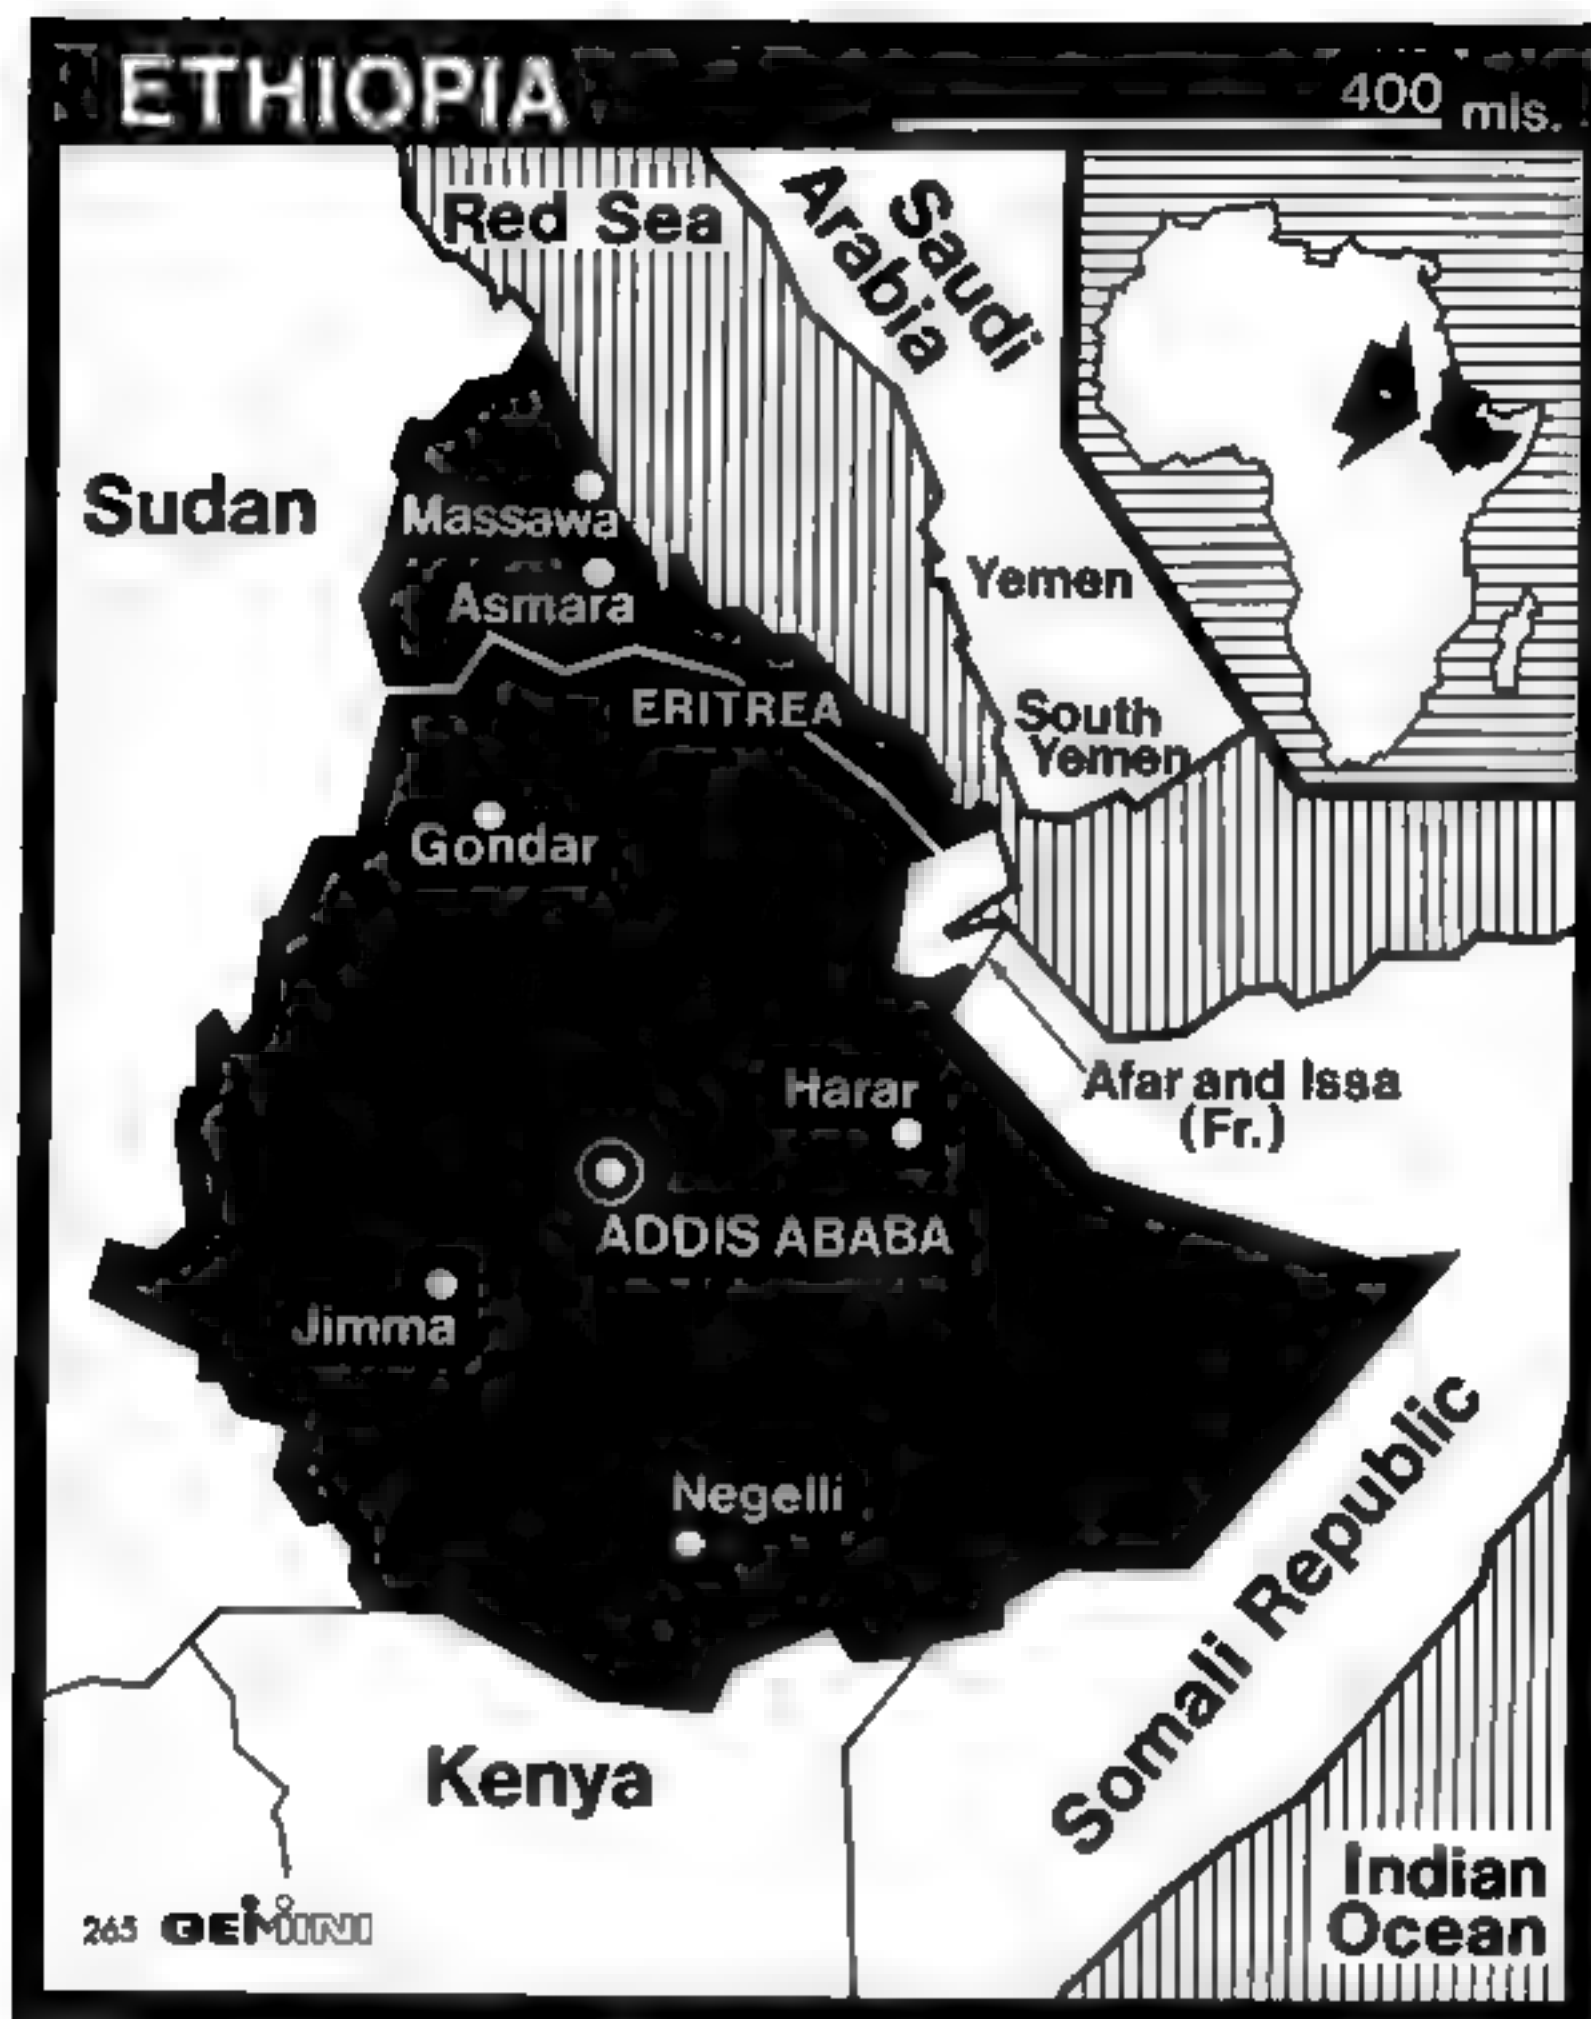 ETHIOPIA
400 mls.
Red Sea
Saudi
Arabia
Sudan
Massawa
Asmara
Yemen
ERITREA
South
Yemen
Gondar
Harar
Afar and Issa
(Fr.)
ADDIS ABABA
Jimma
Negelli
Somali Republic
Kenya
Indian
Ocean
265 GEMINI